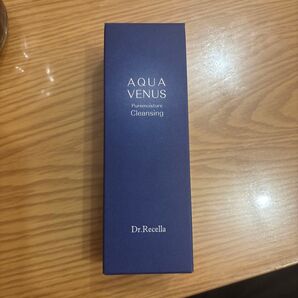 AQUA
VENUS
Puremoisture
Cleansing
Dr.Recella